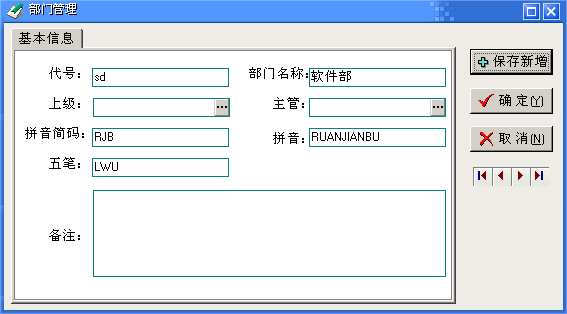 部门管理
基本信息
代号： sd 部门名称： 软件部
上级： ... 主管： ...
拼音简码： RJB 拼音： RUANJIANBU
五笔： LWU
备注：
保存新增
确 定(Y)
取 消(N)